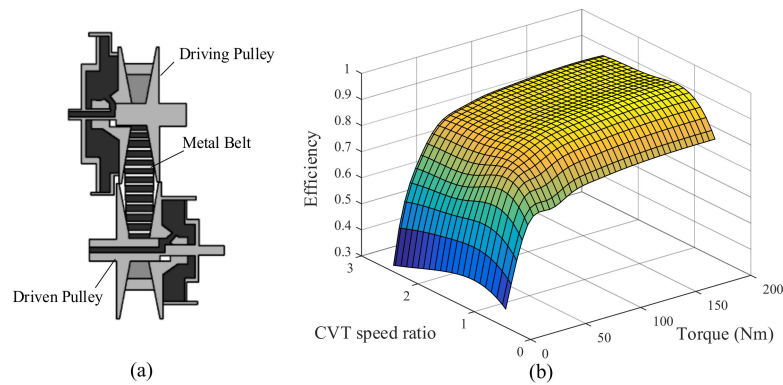 Driving Pulley
Metal Belt
Driven Pulley
(a)
Efficiency
1
0.9
0.8
0.7
0.6
0.5
0.4
0.3
3
2
1
0
CVT speed ratio
0
50
100
150
200
Torque (Nm)
(b)